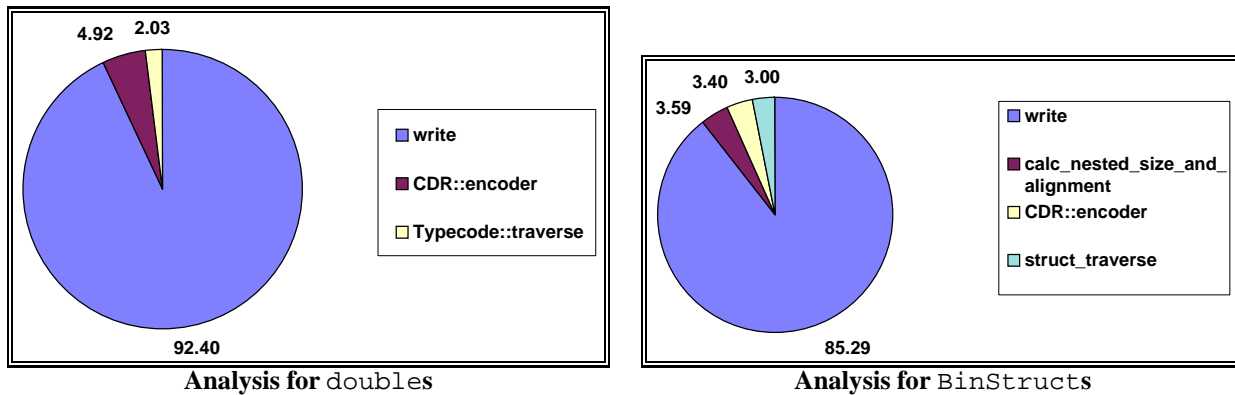 4.92
2.03
92.40
write
CDR::encoder
Typecode::traverse
Analysis for doubles
3.59
3.40
3.00
85.29
write
calc_nested_size_and_
alignment
CDR::encoder
struct_traverse
Analysis for BinStructs